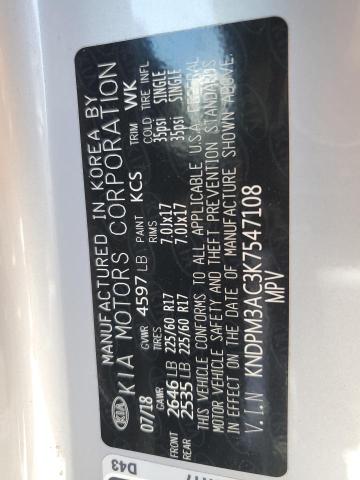 MANUFACTURED IN KOREA BY
KIA KIA MOTORS CORPORATION
07/18 GVWR 4597 LB PAINT KCS TRIM WK
GAWR TIRES RIMS COLD TIRE INFL
FRONT 2646 LB 225/60 R17 7.0JX17 35psi SINGLE
REAR 2535 LB 225/60 R17 7.0JX17 35psi SINGLE
THIS VEHICLE CONFORMS TO ALL APPLICABLE U.S.A FEDERAL
MOTOR VEHICLE SAFETY AND THEFT PREVENTION STANDARDS
IN EFFECT ON THE DATE OF MANUFACTURE SHOWN ABOVE.
V.I.N KNDPM3AC3K7547108
MPV
D43